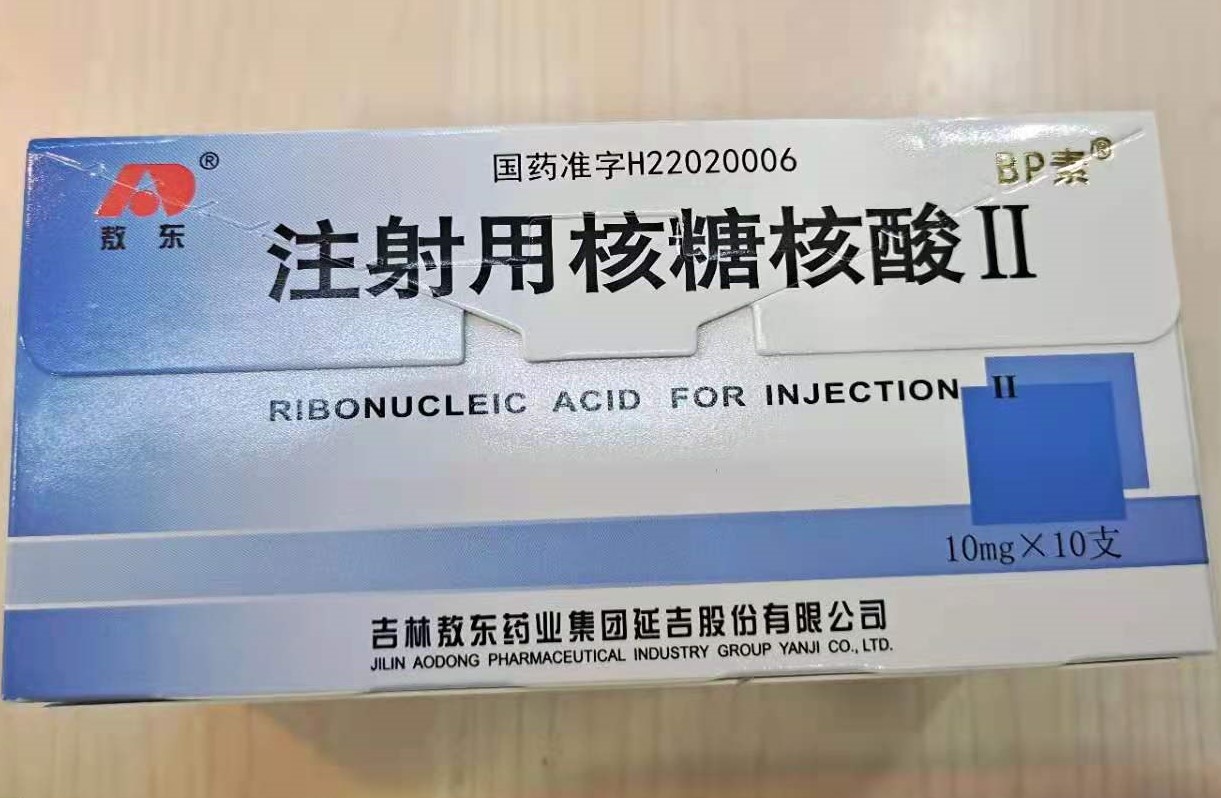 国药准字H22020006
BP素®
®
敖东
注射用核糖核酸II
RIBONUCLEIC ACID FOR INJECTION II
10mg×10支
吉林敖东药业集团延吉股份有限公司
JILIN AODONG PHARMACEUTICAL INDUSTRY GROUP YANJI CO., LTD.